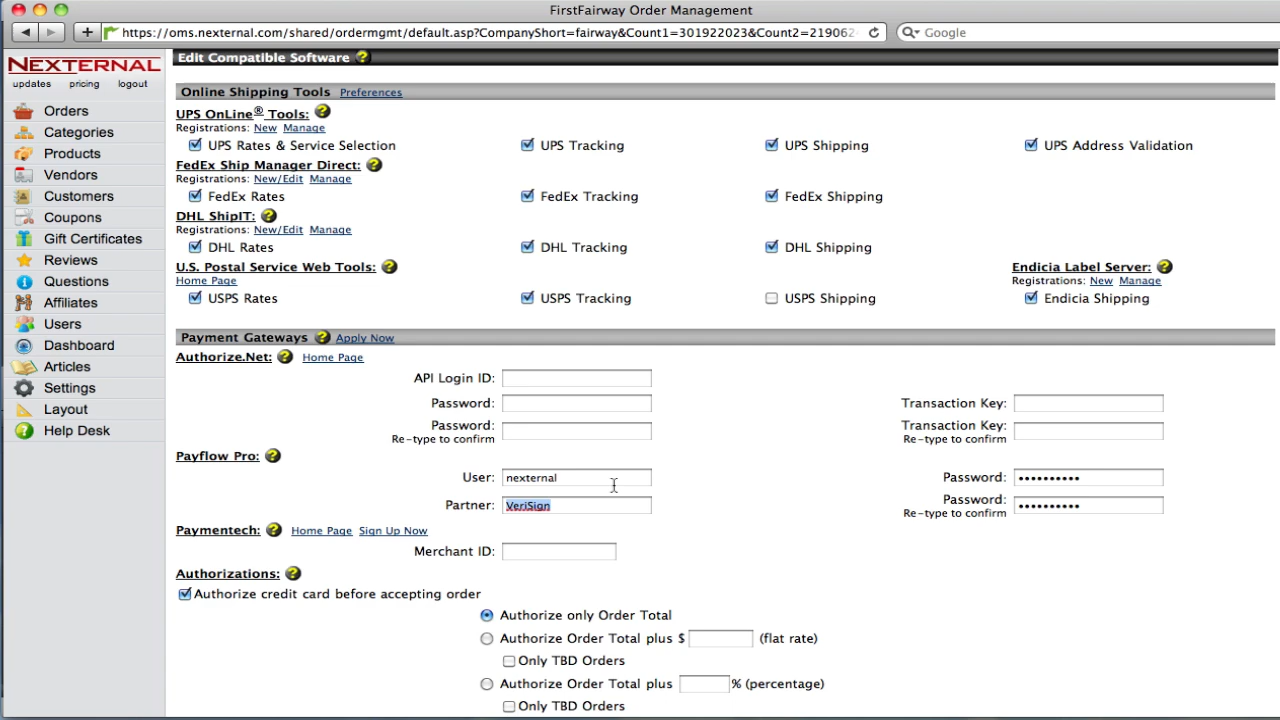 FirstFairway Order Management
https://oms.nexternal.com/shared/ordermgmt/default.asp?CompanyShort=fairway&Count1=301922023&Count2=219062
Google
NEXTERNAL
updates pricing logout
Orders
Categories
Products
Vendors
Customers
Coupons
Gift Certificates
Reviews
Questions
Affiliates
Users
Dashboard
Articles
Settings
Layout
Help Desk
Edit Compatible Software ?
Online Shipping Tools Preferences
UPS OnLine® Tools: ?
Registrations: New Manage
UPS Rates & Service Selection UPS Tracking UPS Shipping UPS Address Validation
FedEx Ship Manager Direct: ?
Registrations: New/Edit Manage
FedEx Rates FedEx Tracking FedEx Shipping
DHL ShipIT: ?
Registrations: New/Edit Manage
DHL Rates DHL Tracking DHL Shipping
U.S. Postal Service Web Tools: ? Endicia Label Server: ?
Home Page Registrations: New Manage
USPS Rates USPS Tracking USPS Shipping Endicia Shipping
Payment Gateways ? Apply Now
Authorize.Net: ? Home Page
API Login ID:
Password: Transaction Key:
Password: Transaction Key:
Re-type to confirm Re-type to confirm
Payflow Pro: ?
User: nexternal Password: ••••••••••
Partner: VeriSign Password: ••••••••••
Re-type to confirm
Paymentech: ? Home Page Sign Up Now
Merchant ID:
Authorizations: ?
Authorize credit card before accepting order
Authorize only Order Total
Authorize Order Total plus $ (flat rate)
Only TBD Orders
Authorize Order Total plus % (percentage)
Only TBD Orders